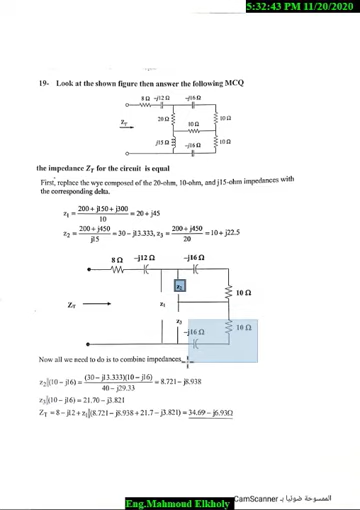 5:32:43 PM 11/20/2020
19- Look at the shown figure then answer the following MCQ
8 Ω -j12 Ω -j16 Ω
20 Ω 10 Ω 10 Ω
Z_T
j15 Ω -j16 Ω 10 Ω
the impedance Z_T for the circuit is equal
First, replace the wye composed of the 20-ohm, 10-ohm, and j15-ohm impedances with
the corresponding delta.
z₁ = (200 + j150 + j300)/10 = 20 + j45
z₂ = (200 + j450)/j15 = 30 – j13.333, z₃ = (200 + j450)/20 = 10 + j22.5
8 Ω -j12 Ω -j16 Ω
z₂
10 Ω
Z_T z₁
z₃
10 Ω
-j16 Ω
Now all we need to do is to combine impedances.
z₂||(10 – j16) = (30 – j13.333)(10 – j16)/(40 – j29.33) = 8.721 – j8.938
z₃||(10 – j16) = 21.70 – j3.821
Z_T = 8 – j12 + z₁||(8.721 – j8.938 + 21.7 – j3.821) = 34.69 – j6.93Ω
الممسوحة ضوئيا بـ CamScanner
Eng.Mahmoud Elkholy